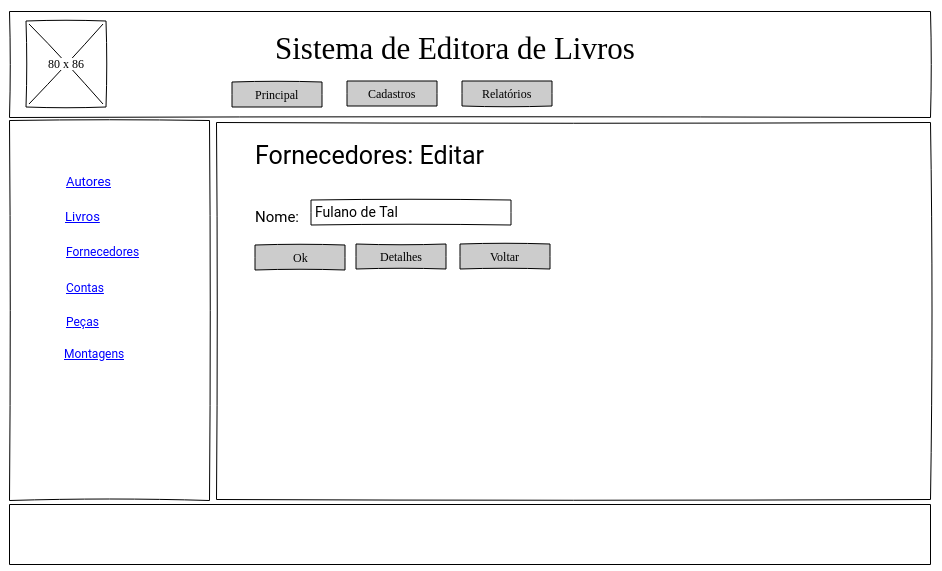 Sistema de Editora de Livros
80 x 86
Principal Cadastros Relatórios
Autores
Livros
Fornecedores
Contas
Peças
Montagens
Fornecedores: Editar
Nome: Fulano de Tal
Ok Detalhes Voltar